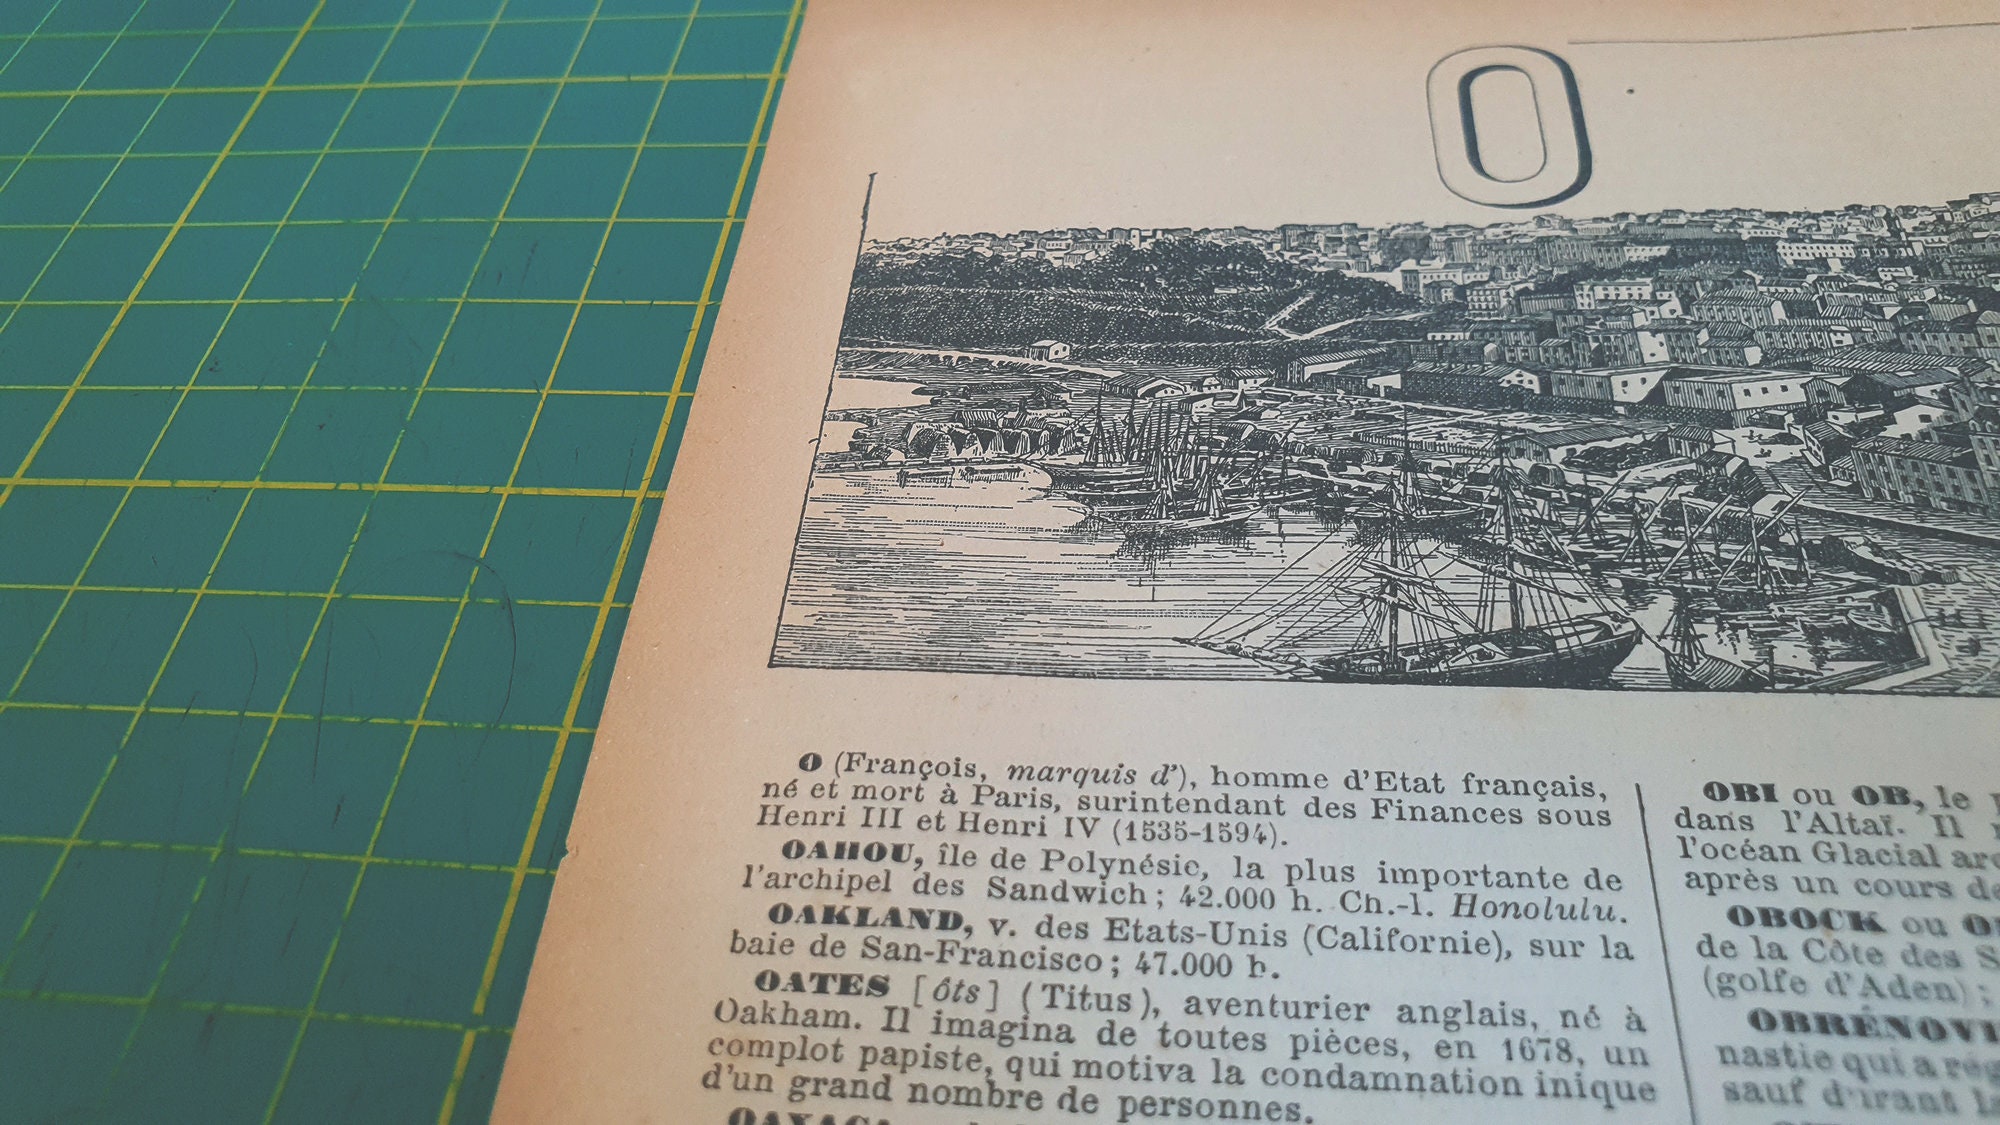 O
O (François, marquis d'), homme d'Etat français,
né et mort à Paris, surintendant des Finances sous
Henri III et Henri IV (1535-1594).
OAHOU, île de Polynésie, la plus importante de
l'archipel des Sandwich; 42.000 h. Ch.-l. Honolulu.
OAKLAND, v. des Etats-Unis (Californie), sur la
baie de San-Francisco; 47.000 h.
OATES [ôts] (Titus), aventurier anglais, né à
Oakham. Il imagina de toutes pièces, en 1678, un
complot papiste, qui motiva la condamnation inique
d'un grand nombre de personnes.
OAXACA
OBI ou OB, le
dans l'Altaï. Il
l'océan Glacial
après un cours
OBOCK ou
de la Côte des
(golfe d'Aden);
OBRÉNOVI
nastie qui a
sauf d'irant